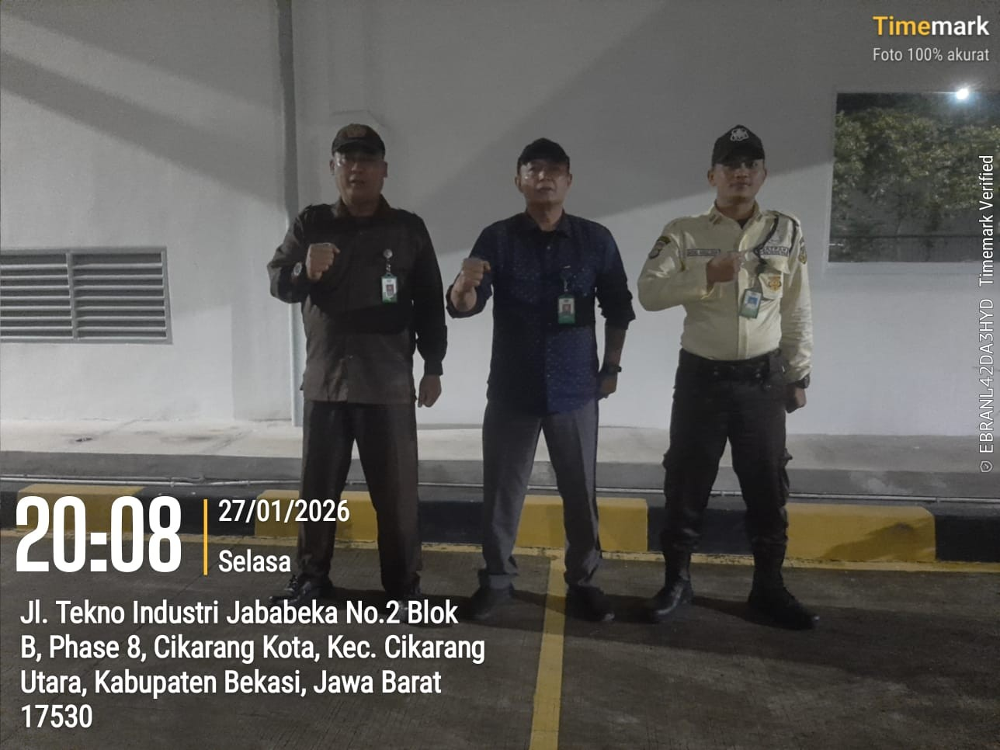 Timemark
Foto 100% akurat
EBRANL42DA3HYD Timemark Verified
SATPAM
20:08
27/01/2026
Selasa
Jl. Tekno Industri Jababeka No.2 Blok
B, Phase 8, Cikarang Kota, Kec. Cikarang
Utara, Kabupaten Bekasi, Jawa Barat
17530